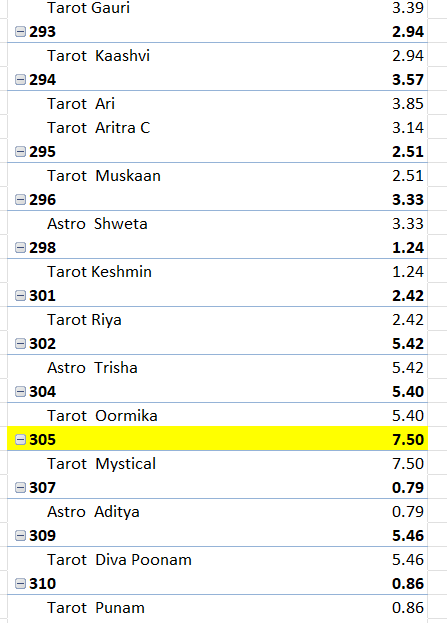 Tarot Gauri 3.39
293 2.94
Tarot Kaashvi 2.94
294 3.57
Tarot Ari 3.85
Tarot Aritra C 3.14
295 2.51
Tarot Muskaan 2.51
296 3.33
Astro Shweta 3.33
298 1.24
Tarot Keshmin 1.24
301 2.42
Tarot Riya 2.42
302 5.42
Astro Trisha 5.42
304 5.40
Tarot Oormika 5.40
305 7.50
Tarot Mystical 7.50
307 0.79
Astro Aditya 0.79
309 5.46
Tarot Diva Poonam 5.46
310 0.86
Tarot Punam 0.86